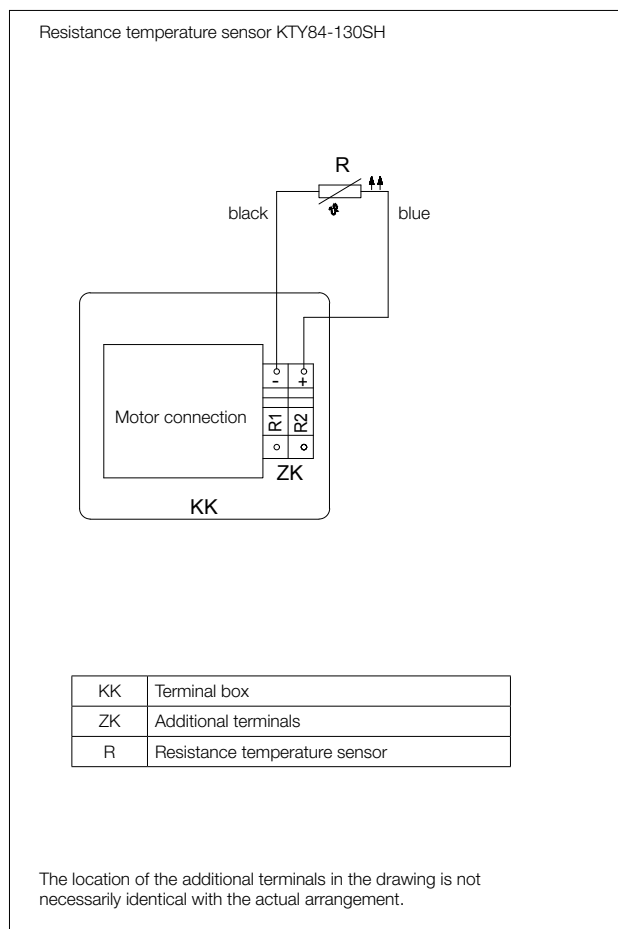 Resistance temperature sensor KTY84-130SH
R
black
blue
- +
Motor connection
R1 R2
ZK
KK
KK Terminal box
ZK Additional terminals
R Resistance temperature sensor
The location of the additional terminals in the drawing is not
necessarily identical with the actual arrangement.